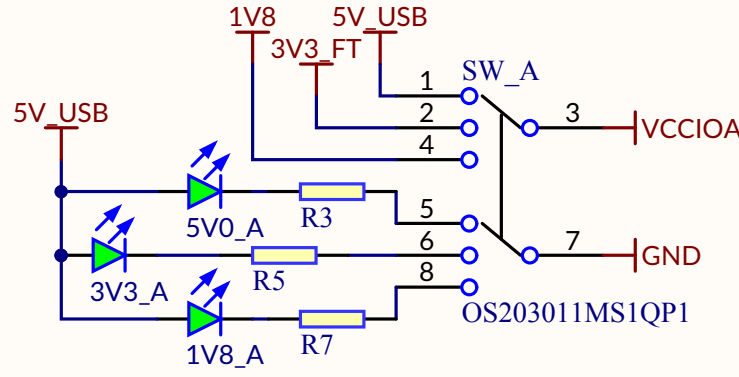 1V8
5V_USB
3V3_FT
SW_A
1
2
3
VCCIOA
4
5V_USB
5V0_A
R3
5
3V3_A
R5
6
7
GND
8
1V8_A
R7
OS203011MS1QP1